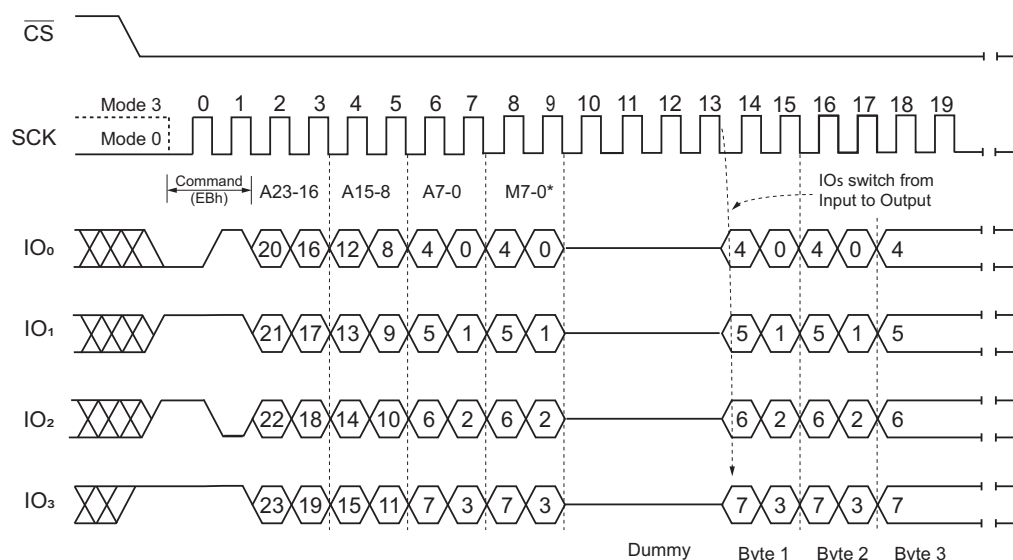 CS
Mode 3 0 1 2 3 4 5 6 7 8 9 10 11 12 13 14 15 16 17 18 19
SCK
Mode 0
Command
(EBh)
A23-16 A15-8 A7-0 M7-0*
IOs switch from
Input to Output
IO₀ 20 16 12 8 4 0 4 0 4 0 4 0 4
IO₁ 21 17 13 9 5 1 5 1 5 1 5 1 5
IO₂ 22 18 14 10 6 2 6 2 6 2 6 2 6
IO₃ 23 19 15 11 7 3 7 3 7 3 7 3 7
Dummy Byte 1 Byte 2 Byte 3